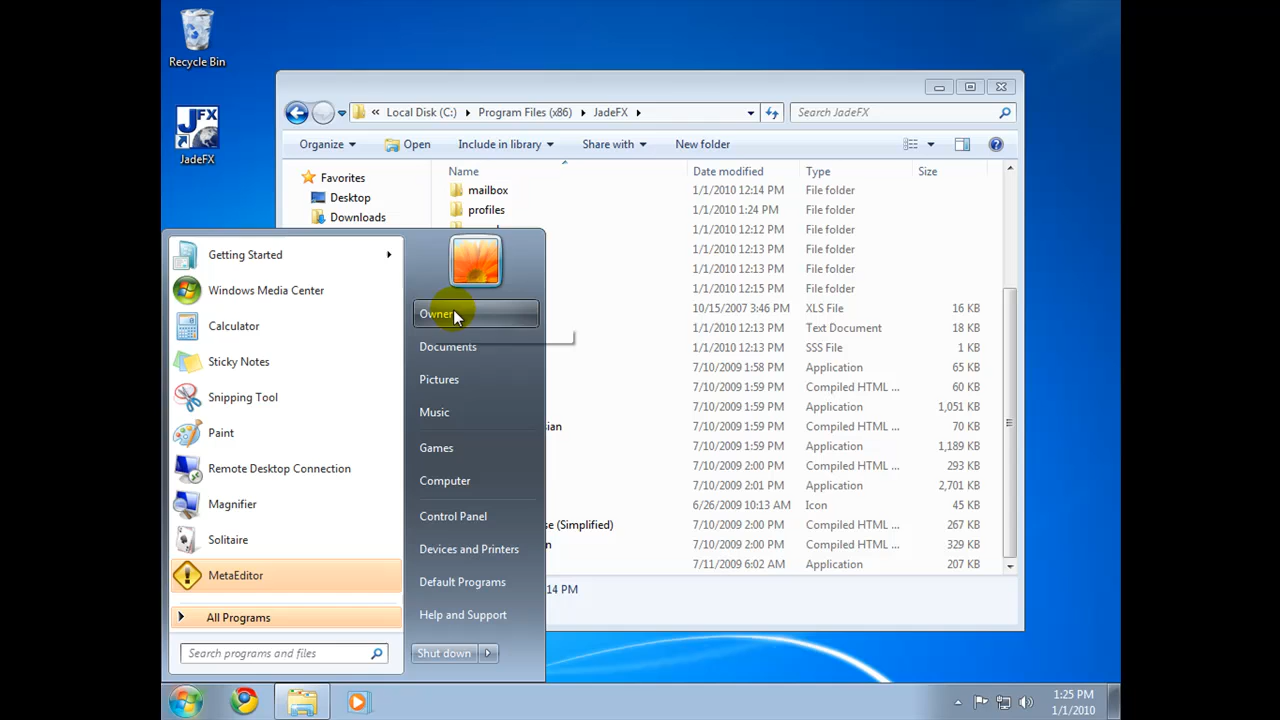 Recycle Bin
JFX
JadeFX
« Local Disk (C:) Program Files (x86) JadeFX
Search JadeFX
Organize Open Include in library Share with New folder
Favorites
Desktop
Downloads
Name Date modified Type Size
mailbox 1/1/2010 12:14 PM File folder
profiles 1/1/2010 1:24 PM File folder
1/1/2010 12:12 PM File folder
1/1/2010 12:13 PM File folder
1/1/2010 12:13 PM File folder
1/1/2010 12:15 PM File folder
10/15/2007 3:46 PM XLS File 16 KB
1/1/2010 12:13 PM Text Document 18 KB
1/1/2010 12:13 PM SSS File 1 KB
7/10/2009 1:58 PM Application 65 KB
7/10/2009 1:59 PM Compiled HTML ... 60 KB
7/10/2009 1:59 PM Application 1,051 KB
ian 7/10/2009 1:59 PM Compiled HTML ... 70 KB
7/10/2009 1:59 PM Application 1,189 KB
7/10/2009 2:00 PM Compiled HTML ... 293 KB
7/10/2009 2:01 PM Application 2,701 KB
6/26/2009 10:13 AM Icon 45 KB
se (Simplified) 7/10/2009 2:00 PM Compiled HTML ... 267 KB
n 7/10/2009 2:00 PM Compiled HTML ... 329 KB
7/11/2009 6:02 AM Application 207 KB
14 PM
Getting Started
Windows Media Center
Calculator
Sticky Notes
Snipping Tool
Paint
Remote Desktop Connection
Magnifier
Solitaire
MetaEditor
All Programs
Search programs and files
Owner
Documents
Pictures
Music
Games
Computer
Control Panel
Devices and Printers
Default Programs
Help and Support
Shut down
1:25 PM
1/1/2010